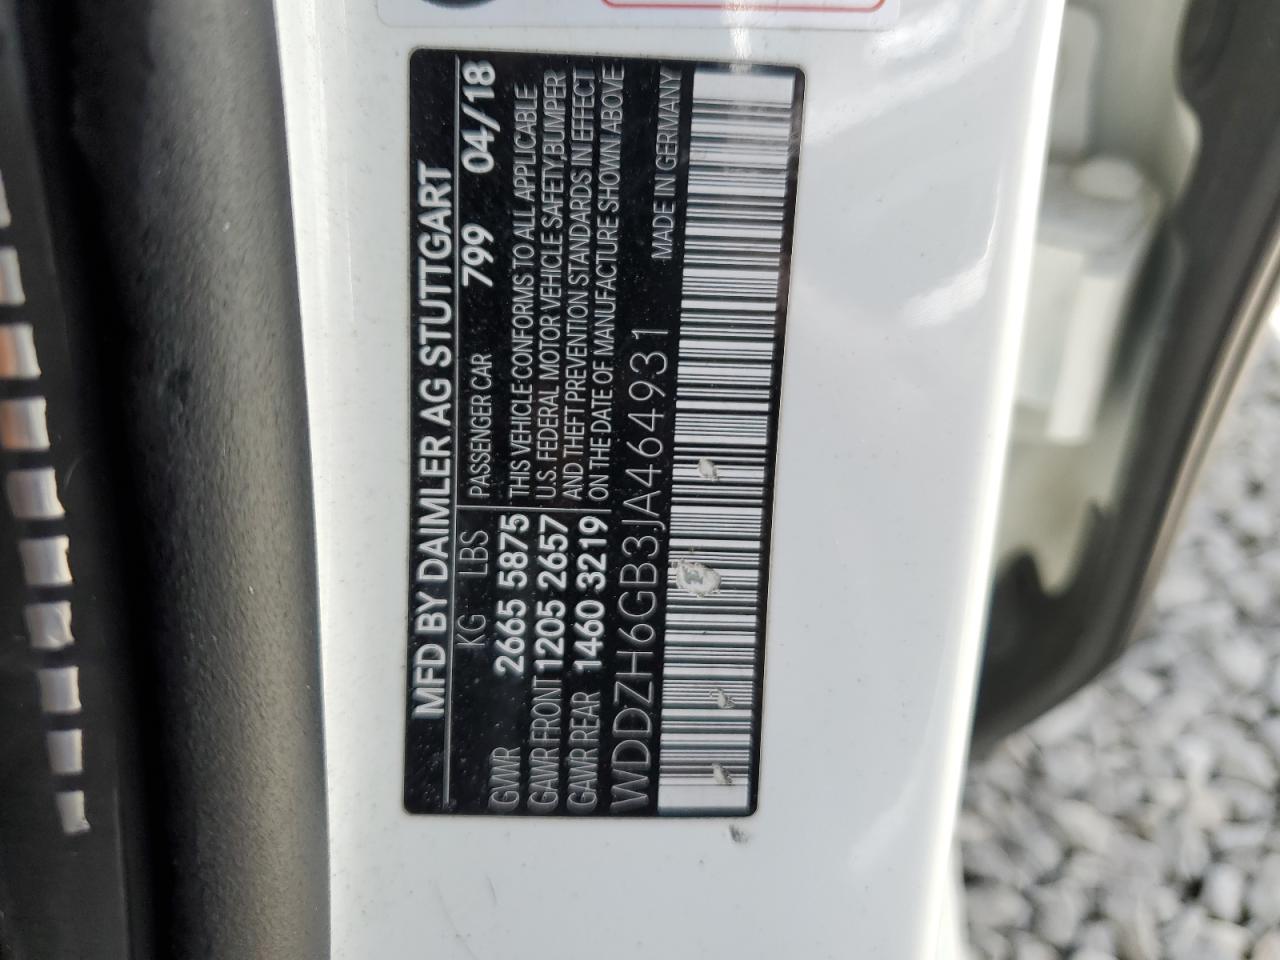 MFD BY DAIMLER AG STUTTGART
KG LBS PASSENGER CAR 799 04/18
GVWR 2665 5875 THIS VEHICLE CONFORMS TO ALL APPLICABLE
GAWR FRONT 1205 2657 U.S. FEDERAL MOTOR VEHICLE SAFETY,BUMPER
GAWR REAR 1460 3219 AND THEFT PREVENTION STANDARDS IN EFFECT
ON THE DATE OF MANUFACTURE SHOWN ABOVE
WDDZH6GB3JA464931 MADE IN GERMANY